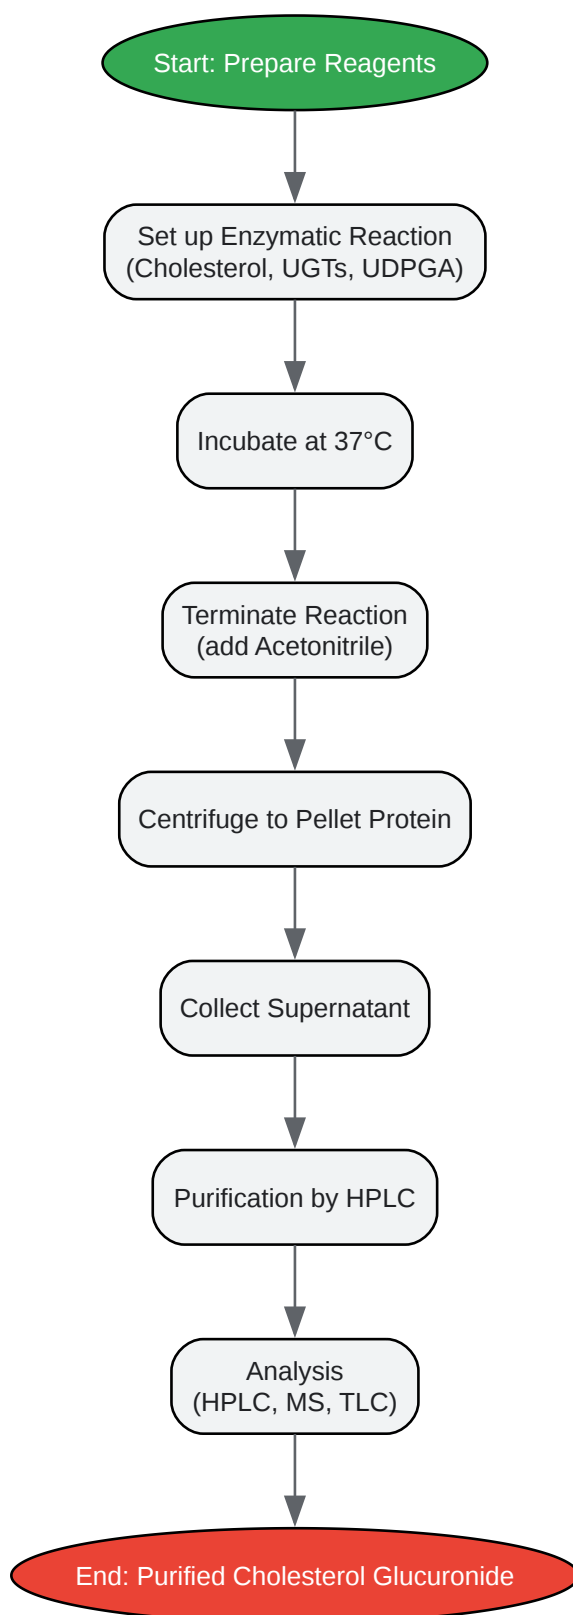 Start: Prepare Reagents
Set up Enzymatic Reaction
(Cholesterol, UGTs, UDPGA)
Incubate at 37°C
Terminate Reaction
(add Acetonitrile)
Centrifuge to Pellet Protein
Collect Supernatant
Purification by HPLC
Analysis
(HPLC, MS, TLC)
End: Purified Cholesterol Glucuronide